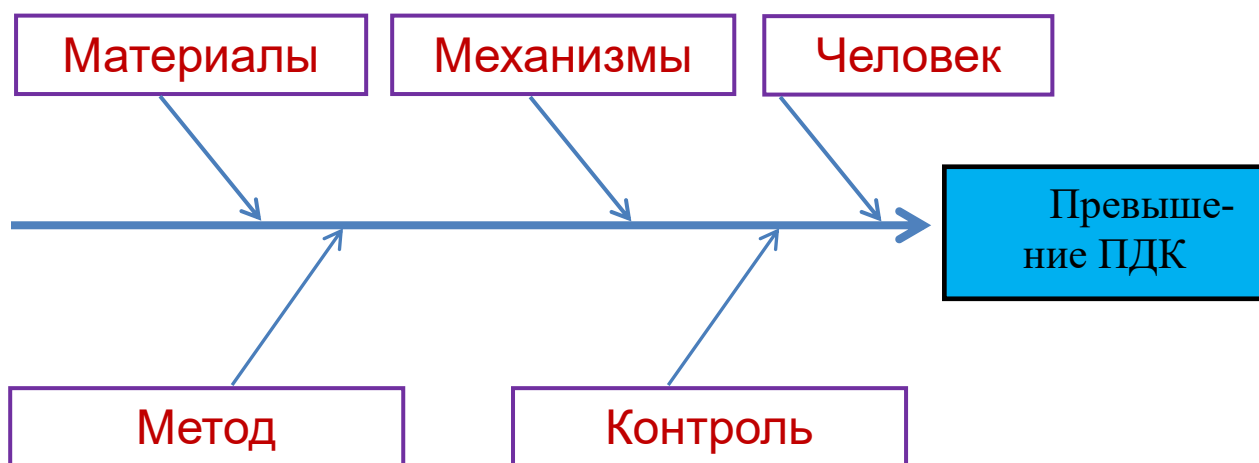 Материалы
Механизмы
Человек
Превыше-
ние ПДК
Метод
Контроль